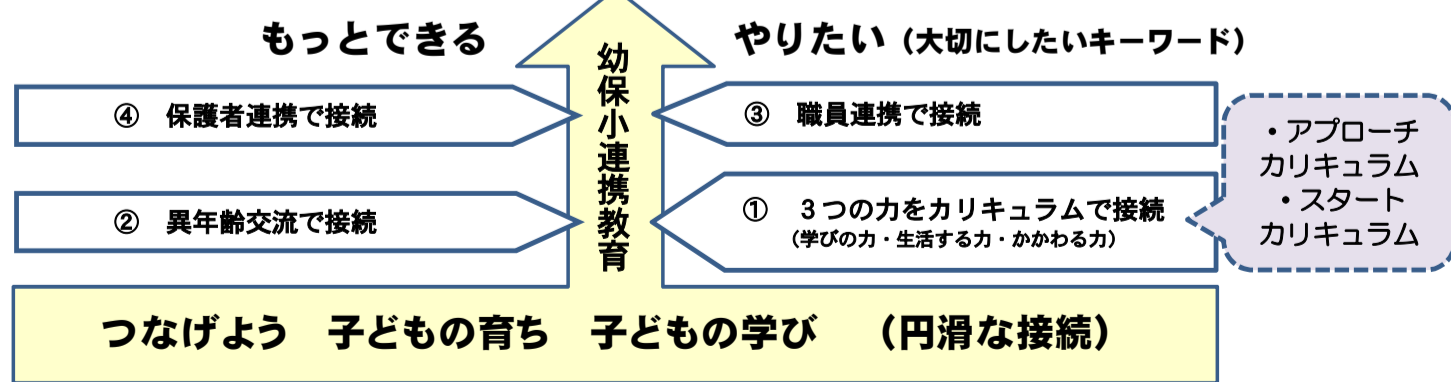 もっとできる
やりたい（大切にしたいキーワード）
幼保小連携教育
④　保護者連携で接続
③　職員連携で接続
②　異年齢交流で接続
①　３つの力をカリキュラムで接続
（学びの力・生活する力・かかわる力）
・アプローチ
カリキュラム
・スタート
カリキュラム
つなげよう　子どもの育ち　子どもの学び　（円滑な接続）